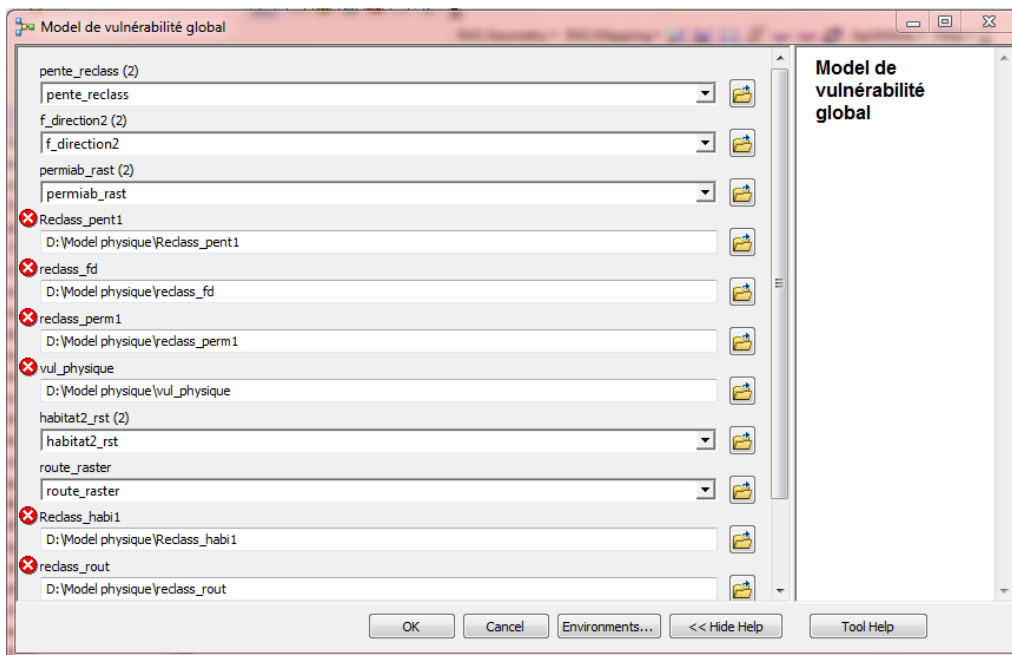 Model de vulnérabilité global
pente_reclass (2)
pente_reclass
f_direction2 (2)
f_direction2
permiab_rast (2)
permiab_rast
Reclass_pent1
D:\Model physique\Reclass_pent1
reclass_fd
D:\Model physique\reclass_fd
reclass_perm1
D:\Model physique\reclass_perm1
vul_physique
D:\Model physique\vul_physique
habitat2_rst (2)
habitat2_rst
route_raster
route_raster
Reclass_habi1
D:\Model physique\Reclass_habi1
reclass_rout
D:\Model physique\reclass_rout
Model de
vulnérabilité
global
OK
Cancel
Environments...
<< Hide Help
Tool Help